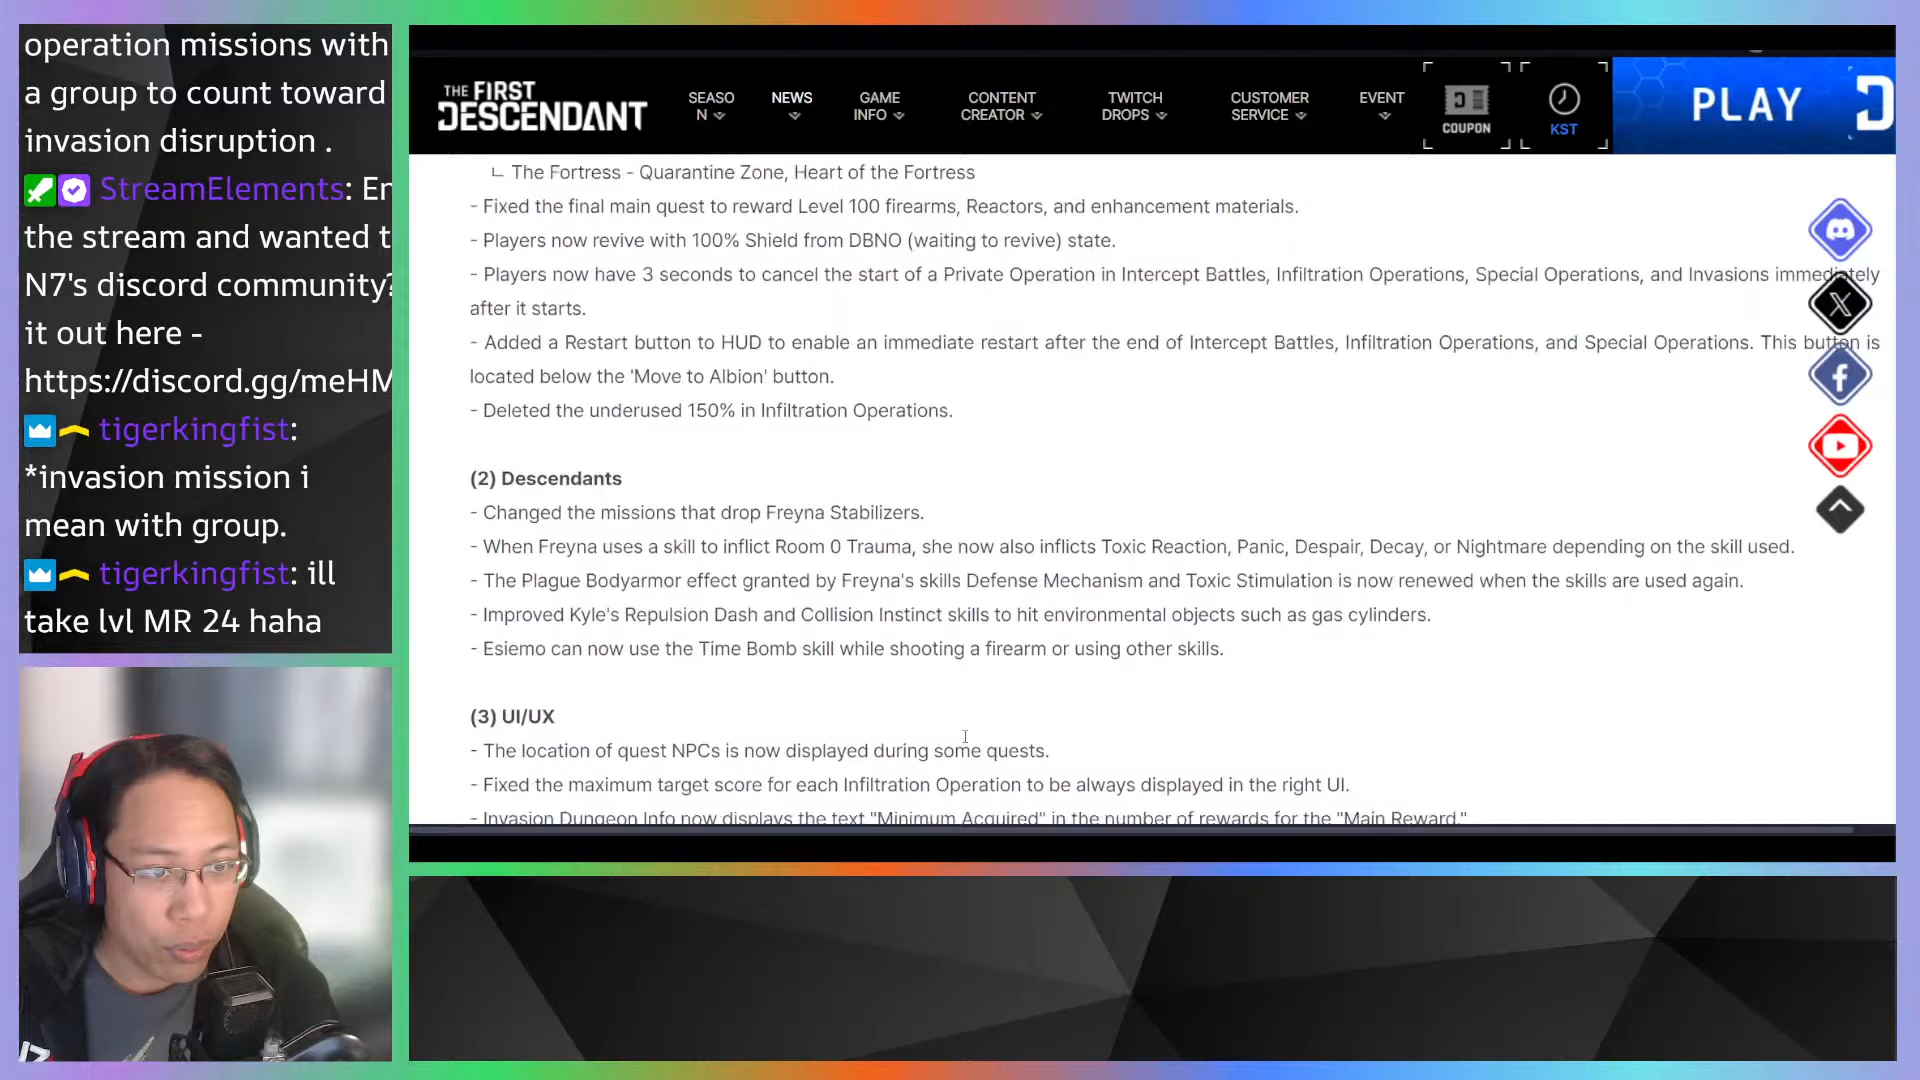 operation missions with
a group to count toward
invasion disruption .
StreamElements: En
the stream and wanted t
N7's discord community?
it out here -
https://discord.gg/meHM
tigerkingfist:
*invasion mission i
mean with group.
tigerkingfist: ill
take lvl MR 24 haha
THE FIRST
DESCENDANT
SEASO
N
NEWS
GAME
INFO
CONTENT
CREATOR
TWITCH
DROPS
CUSTOMER
SERVICE
EVENT
COUPON
KST
PLAY
∟ The Fortress - Quarantine Zone, Heart of the Fortress
- Fixed the final main quest to reward Level 100 firearms, Reactors, and enhancement materials.
- Players now revive with 100% Shield from DBNO (waiting to revive) state.
- Players now have 3 seconds to cancel the start of a Private Operation in Intercept Battles, Infiltration Operations, Special Operations, and Invasions immediately
after it starts.
- Added a Restart button to HUD to enable an immediate restart after the end of Intercept Battles, Infiltration Operations, and Special Operations. This button is
located below the 'Move to Albion' button.
- Deleted the underused 150% in Infiltration Operations.
(2) Descendants
- Changed the missions that drop Freyna Stabilizers.
- When Freyna uses a skill to inflict Room 0 Trauma, she now also inflicts Toxic Reaction, Panic, Despair, Decay, or Nightmare depending on the skill used.
- The Plague Bodyarmor effect granted by Freyna's skills Defense Mechanism and Toxic Stimulation is now renewed when the skills are used again.
- Improved Kyle's Repulsion Dash and Collision Instinct skills to hit environmental objects such as gas cylinders.
- Esiemo can now use the Time Bomb skill while shooting a firearm or using other skills.
(3) UI/UX
- The location of quest NPCs is now displayed during some quests.
- Fixed the maximum target score for each Infiltration Operation to be always displayed in the right UI.
- Invasion Dungeon Info now displays the text "Minimum Acquired" in the number of rewards for the "Main Reward."